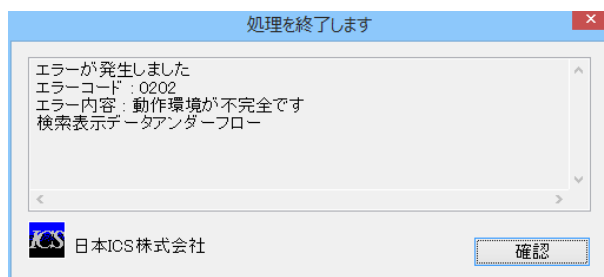 処理を終了します
エラーが発生しました
エラーコード:0202
エラー内容:動作環境が不完全です
検索表示データアンダーフロー
ICS 日本ICS株式会社
確認